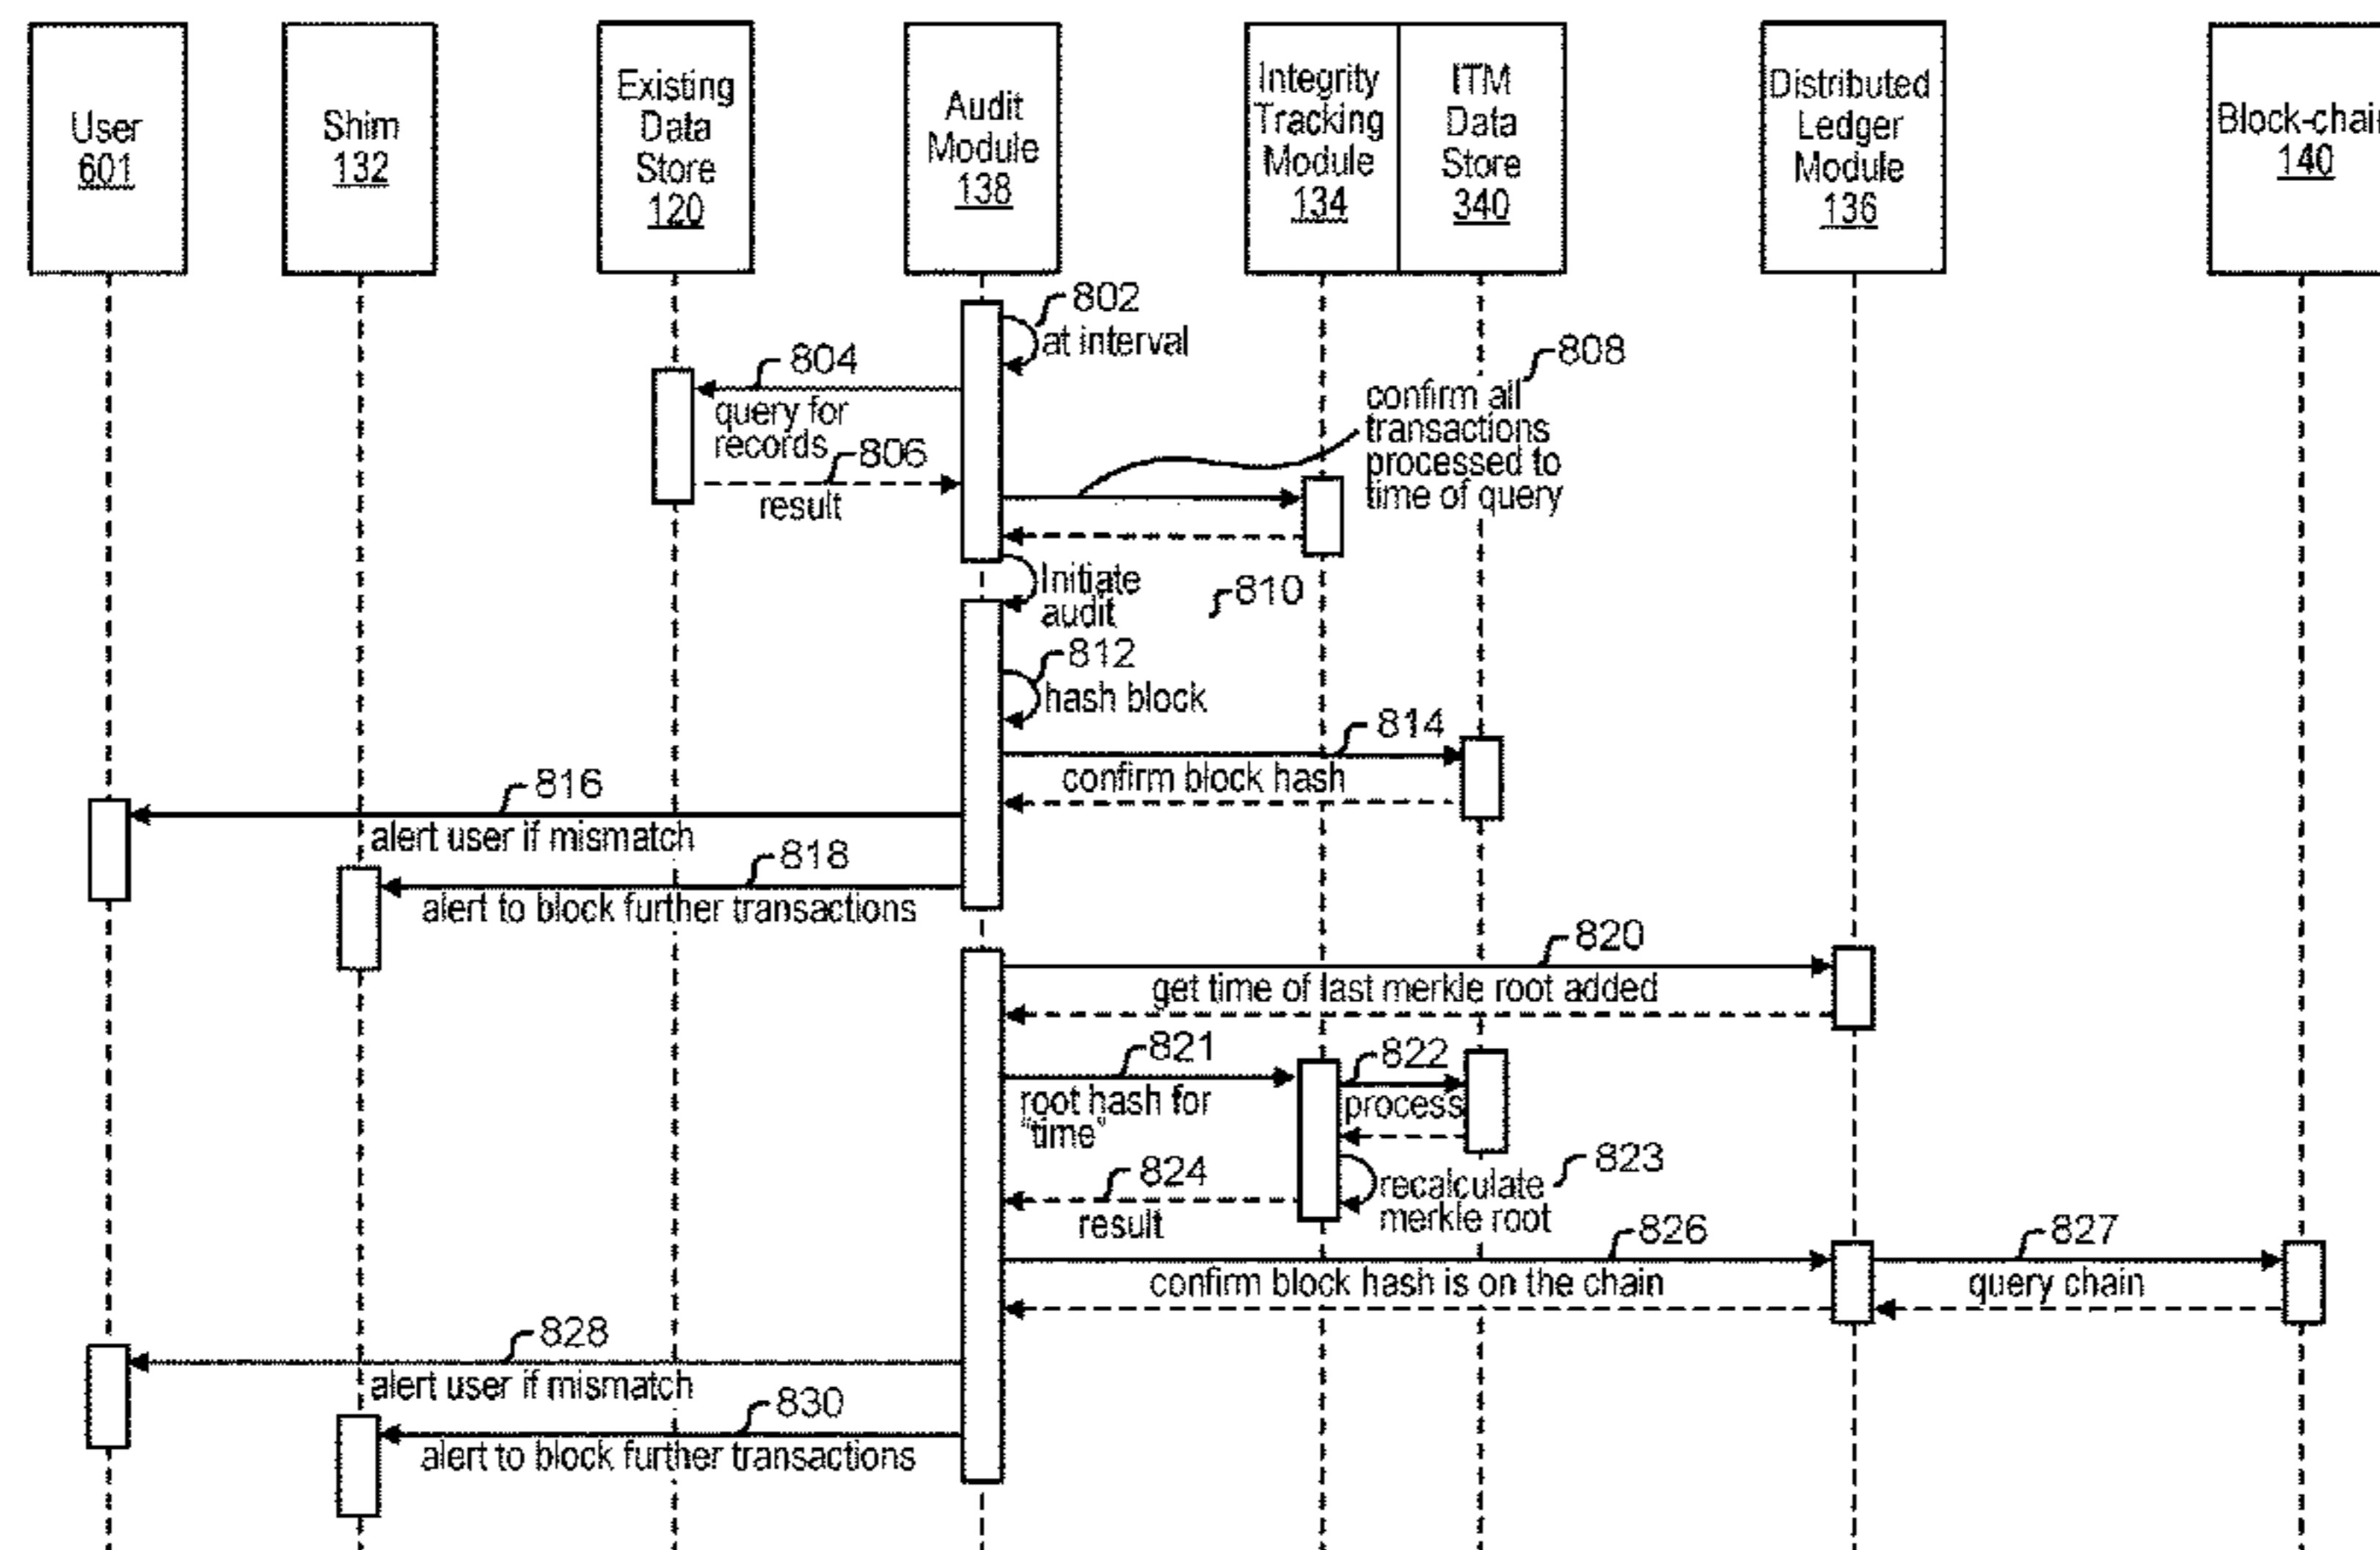 User
601
Shim
132
Existing
Data
Store
120
Audit
Module
138
Integrity
Tracking
Module
134
ITM
Data
Store
340
Distributed
Ledger
Module
136
Block-chain
140
802
at interval
804
query for
records
806
result
808
confirm all
transactions
processed to
time of query
Initiate
audit
810
812
hash block
814
confirm block hash
816
alert user if mismatch
818
alert to block further transactions
820
get time of last merkle root added
821
root hash for
"time"
822
process
823
recalculate
merkle root
824
result
826
confirm block hash is on the chain
827
query chain
828
alert user if mismatch
830
alert to block further transactions